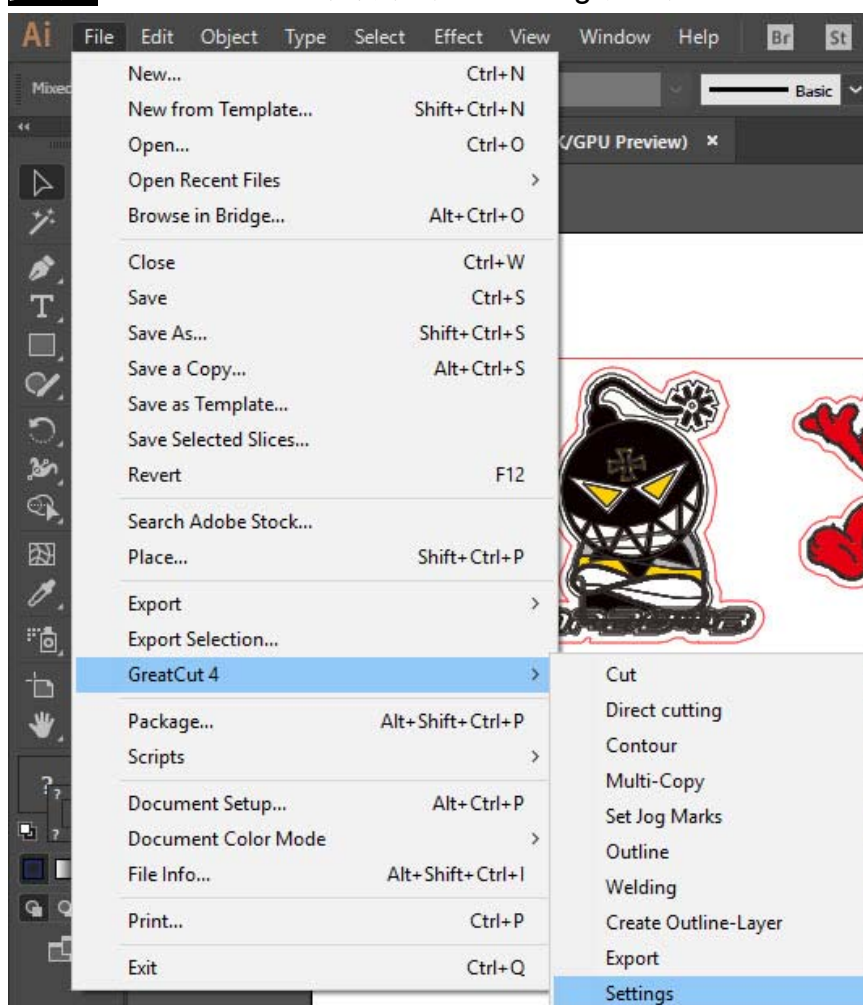 Ai File Edit Object Type Select Effect View Window Help Br St
Basic
/GPU Preview) ×
New... Ctrl+N
New from Template... Shift+Ctrl+N
Open... Ctrl+O
Open Recent Files >
Browse in Bridge... Alt+Ctrl+O
Close Ctrl+W
Save Ctrl+S
Save As... Shift+Ctrl+S
Save a Copy... Alt+Ctrl+S
Save as Template...
Save Selected Slices...
Revert F12
Search Adobe Stock...
Place... Shift+Ctrl+P
Export >
Export Selection...
GreatCut 4 >
Package... Alt+Shift+Ctrl+P
Scripts >
Document Setup... Alt+Ctrl+P
Document Color Mode >
File Info... Alt+Shift+Ctrl+I
Print... Ctrl+P
Exit Ctrl+Q
Cut
Direct cutting
Contour
Multi-Copy
Set Jog Marks
Outline
Welding
Create Outline-Layer
Export
Settings